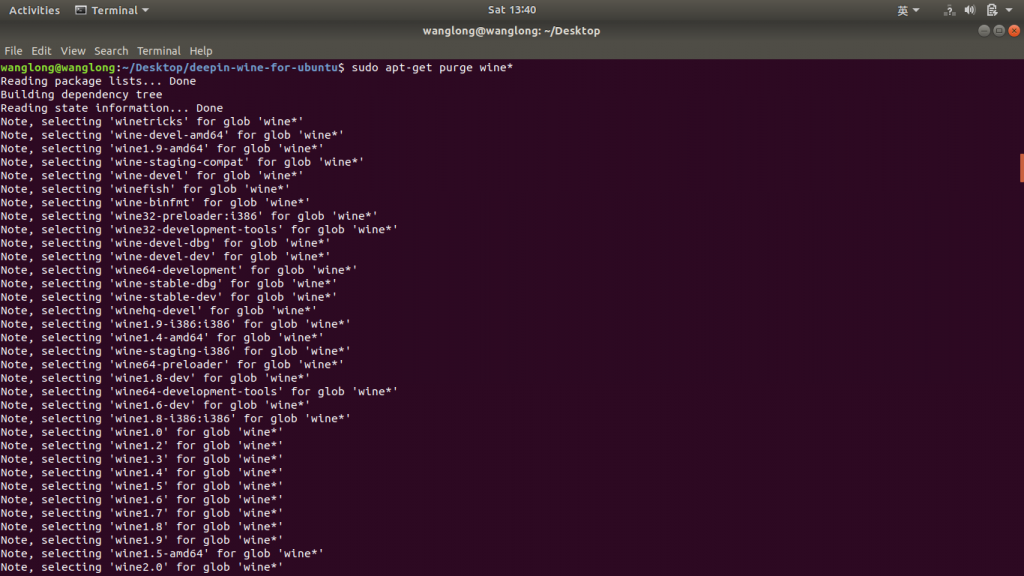 Activities Terminal Sat 13:40 英
wanglong@wanglong: ~/Desktop
File Edit View Search Terminal Help
wanglong@wanglong:~/Desktop/deepin-wine-for-ubuntu$ sudo apt-get purge wine*
Reading package lists... Done
Building dependency tree
Reading state information... Done
Note, selecting 'winetricks' for glob 'wine*'
Note, selecting 'wine-devel-amd64' for glob 'wine*'
Note, selecting 'wine1.9-amd64' for glob 'wine*'
Note, selecting 'wine-staging-compat' for glob 'wine*'
Note, selecting 'wine-devel' for glob 'wine*'
Note, selecting 'winefish' for glob 'wine*'
Note, selecting 'wine-binfmt' for glob 'wine*'
Note, selecting 'wine32-preloader:i386' for glob 'wine*'
Note, selecting 'wine32-development-tools' for glob 'wine*'
Note, selecting 'wine-devel-dbg' for glob 'wine*'
Note, selecting 'wine-devel-dev' for glob 'wine*'
Note, selecting 'wine64-development' for glob 'wine*'
Note, selecting 'wine-stable-dbg' for glob 'wine*'
Note, selecting 'wine-stable-dev' for glob 'wine*'
Note, selecting 'winehq-devel' for glob 'wine*'
Note, selecting 'wine1.9-i386:i386' for glob 'wine*'
Note, selecting 'wine1.4-amd64' for glob 'wine*'
Note, selecting 'wine-staging-i386' for glob 'wine*'
Note, selecting 'wine64-preloader' for glob 'wine*'
Note, selecting 'wine1.8-dev' for glob 'wine*'
Note, selecting 'wine64-development-tools' for glob 'wine*'
Note, selecting 'wine1.6-dev' for glob 'wine*'
Note, selecting 'wine1.8-i386:i386' for glob 'wine*'
Note, selecting 'wine1.0' for glob 'wine*'
Note, selecting 'wine1.2' for glob 'wine*'
Note, selecting 'wine1.3' for glob 'wine*'
Note, selecting 'wine1.4' for glob 'wine*'
Note, selecting 'wine1.5' for glob 'wine*'
Note, selecting 'wine1.6' for glob 'wine*'
Note, selecting 'wine1.7' for glob 'wine*'
Note, selecting 'wine1.8' for glob 'wine*'
Note, selecting 'wine1.9' for glob 'wine*'
Note, selecting 'wine1.5-amd64' for glob 'wine*'
Note, selecting 'wine2.0' for glob 'wine*'